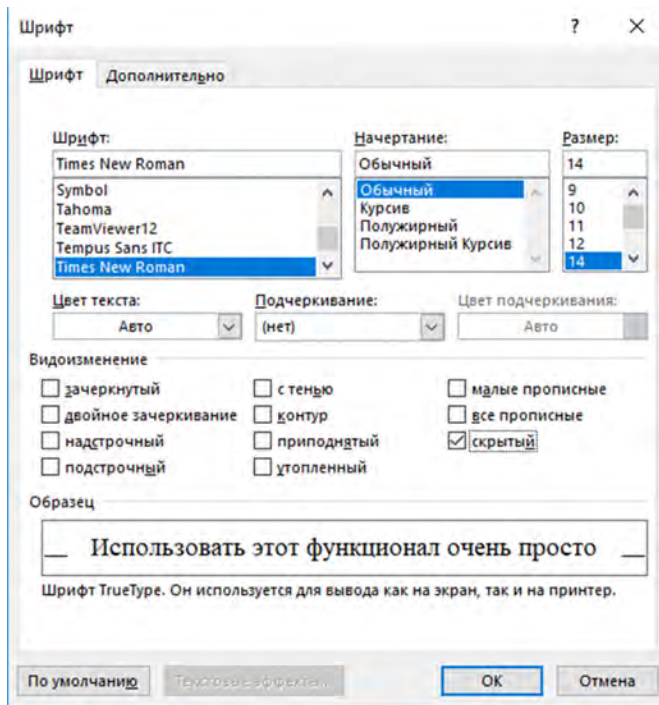 Шрифт ?
Шрифт Дополнительно
Шрифт: Начертание: Размер:
Times New Roman Обычный 14
Symbol Обычный 9
Tahoma Курсив 10
TeamViewer12 Полужирный 11
Tempus Sans ITC Полужирный Курсив 12
Times New Roman 14
Цвет текста: Подчеркивание: Цвет подчеркивания:
Авто (нет) Авто
Видоизменение
зачеркнутый с тенью малые прописные
двойное зачеркивание контур все прописные
надстрочный приподнятый скрытый
подстрочный утопленный
Образец
Использовать этот функционал очень просто
Шрифт TrueType. Он используется для вывода как на экран, так и на принтер.
По умолчанию Текстовые эффекты... ОК Отмена